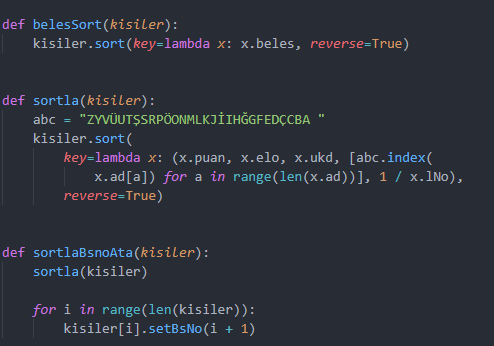 def belesSort(kisiler):
    kisiler.sort(key=lambda x: x.beles, reverse=True)
def sortla(kisiler):
    abc = "ZYVÜUTŞSRPÖONMLKJİIHĞGFEDÇCBA "
    kisiler.sort(
        key=lambda x: (x.puan, x.elo, x.ukd, [abc.index(
            x.ad[a]) for a in range(len(x.ad))], 1 / x.lNo),
        reverse=True)
def sortlaBsnoAta(kisiler):
    sortla(kisiler)
    for i in range(len(kisiler)):
        kisiler[i].setBsNo(i + 1)